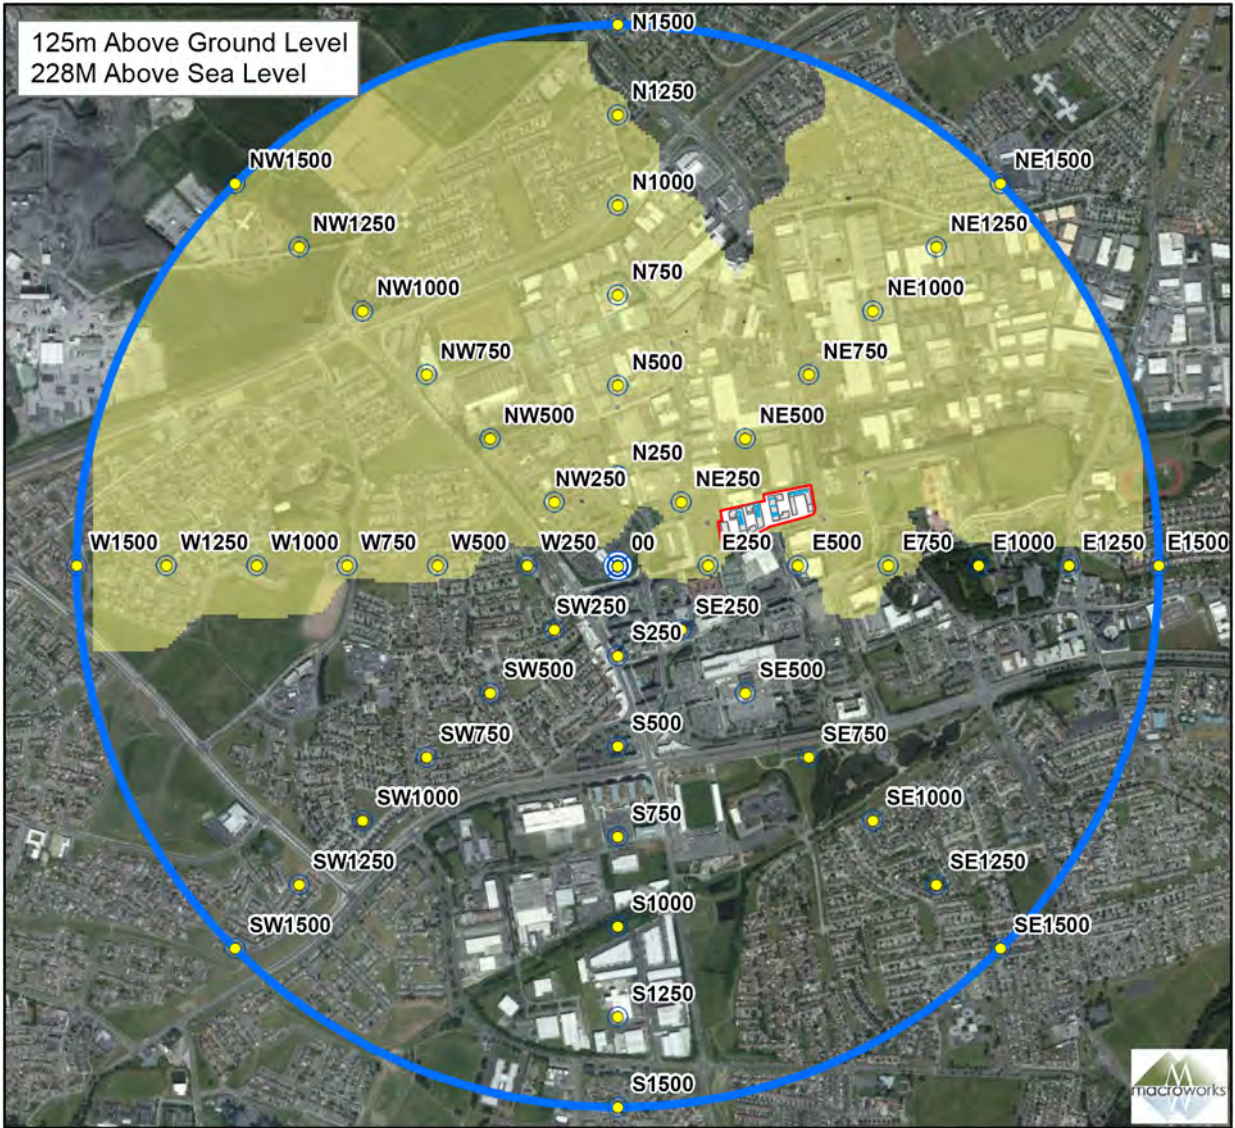 125m Above Ground Level
228M Above Sea Level
N1500
N1250
NW1500
NE1500
N1000
NW1250
NE1250
N750
NW1000
NE1000
NW750
NE750
N500
NW500
NE500
N250
NW250
NE250
W1500 W1250 W1000 W750 W500 W250 00 E250 E500 E750 E1000 E1250 E1500
SW250
SE250
S250
SW500
SE500
S500
SW750
SE750
SW1000
SE1000
S750
SW1250
SE1250
SW1500
S1000
SE1500
S1250
S1500
macroworks